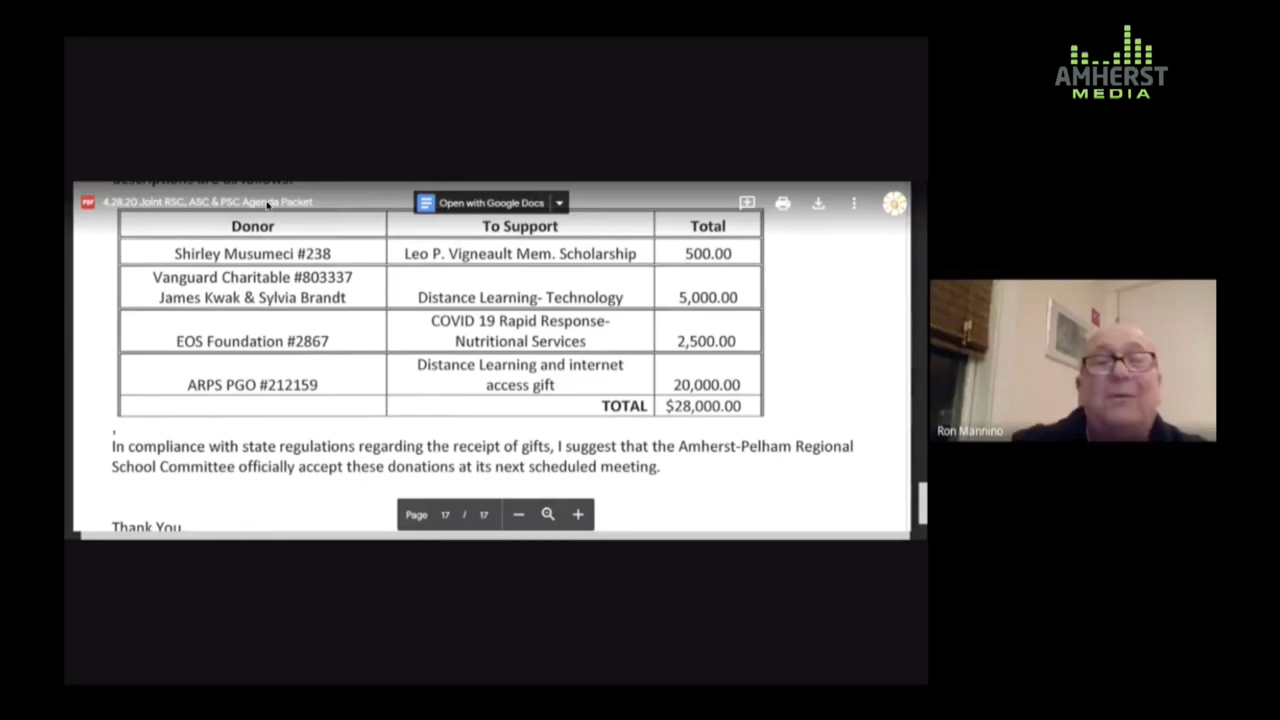 AMHERST
MEDIA
descriptions are as follows:
PDF
4.28.20 Joint RSC, ASC & PSC Agenda Packet
Open with Google Docs
Donor To Support Total
Shirley Musumeci #238 Leo P. Vigneault Mem. Scholarship 500.00
Vanguard Charitable #803337
James Kwak & Sylvia Brandt Distance Learning- Technology 5,000.00
COVID 19 Rapid Response-
EOS Foundation #2867 Nutritional Services 2,500.00
Distance Learning and internet
ARPS PGO #212159 access gift 20,000.00
TOTAL $28,000.00
,
In compliance with state regulations regarding the receipt of gifts, I suggest that the Amherst-Pelham Regional
School Committee officially accept these donations at its next scheduled meeting.
Page 17 / 17
Thank You,
Ron Mannino